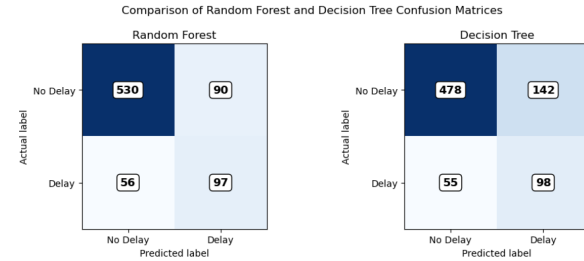 Comparison of Random Forest and Decision Tree Confusion Matrices
Random Forest
Actual label
No Delay
530
90
Delay
56
97
No Delay
Delay
Predicted label
Decision Tree
Actual label
No Delay
478
142
Delay
55
98
No Delay
Delay
Predicted label